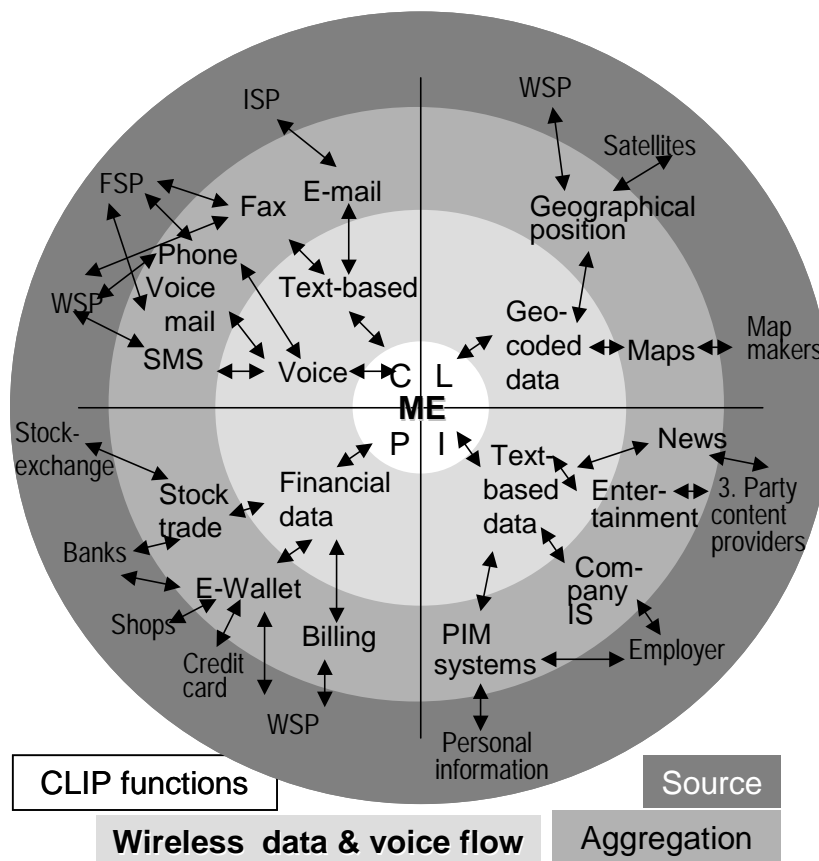 WSP
ISP
Satellites
FSP
E-mail
Fax
Geographical
position
Phone
Voice
mail
Text-based
WSP
SMS
Voice
Geo-
coded
data
Maps
Map
makers
C L
ME
P I
Stock-
exchange
Stock
trade
Financial
data
Banks
E-Wallet
Shops
Credit
card
Billing
WSP
Text-
based
data
News
Enter-
tainment
3. Party
content
providers
Com-
pany
IS
PIM
systems
Employer
Personal
information
CLIP functions
Source
Wireless data & voice flow
Aggregation